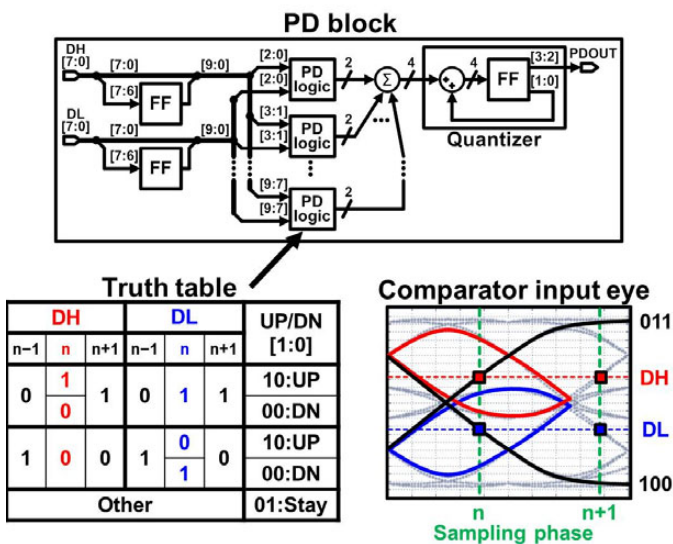 PD block
DH
[7:0]
[7:0]
[9:0]
[7:6]
FF
DL
[7:0]
[7:0]
[9:0]
[7:6]
FF
[2:0]
[2:0]
PD logic
2
Σ
4
[3:1]
[3:1]
PD logic
2
...
[9:7]
[9:7]
PD logic
2
++
4
FF
[3:2]
[1:0]
PDOUT
Quantizer
Truth table
DH DL UP/DN [1:0]
n−1 n n+1 n−1 n n+1
0 1 1 0 1 1 10:UP
0 00:DN
1 0 0 1 0 0 10:UP
1 00:DN
Other 01:Stay
Comparator input eye
011
DH
DL
100
n n+1
Sampling phase